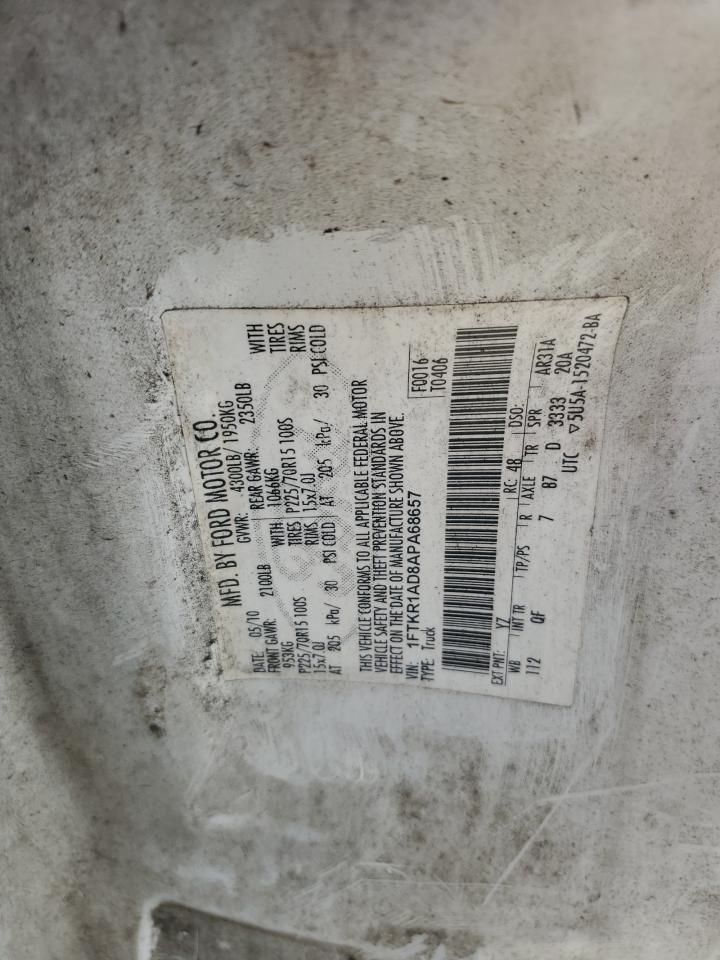 MFD. BY FORD MOTOR CO.
DATE: 05/10 GVWR: 4300LB/ 1950KG
FRONT GAWR: 2100LB REAR GAWR: 2350LB
953KG WITH 1066KG WITH
P225/70R15 100S TIRES P225/70R15 100S TIRES
15x7.0J RIMS 15x7.0J RIMS
AT 205 kPa/ 30 PSI COLD AT 205 kPa/ 30 PSI COLD
THIS VEHICLE CONFORMS TO ALL APPLICABLE FEDERAL MOTOR
VEHICLE SAFETY AND THEFT PREVENTION STANDARDS IN
EFFECT ON THE DATE OF MANUFACTURE SHOWN ABOVE.
VIN: 1FTKR1AD8APA68657 F0016
TYPE: Truck T0406
EXT PNT: YZ RC: 48 DSO:
WB INT TR TP/PS R AXLE TR SPR AR31A
112 QF 7 87 D 3333 20A
UTC ▽5U5A-1520472-BA